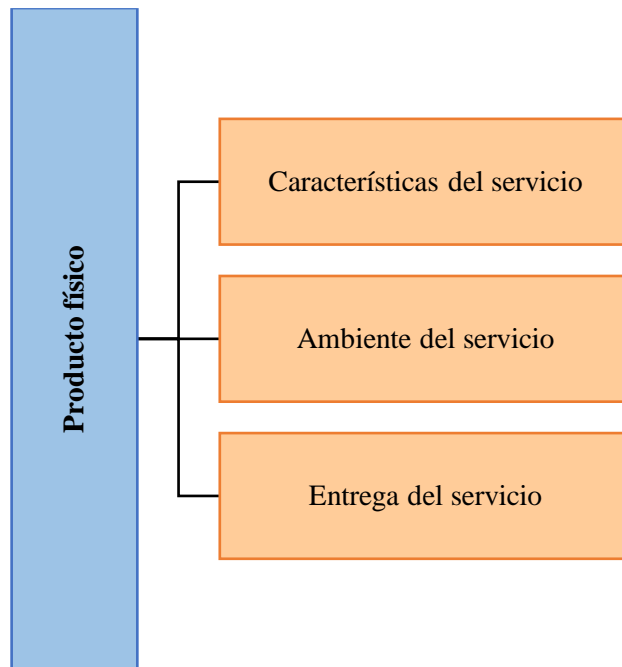 Producto físico
Características del servicio
Ambiente del servicio
Entrega del servicio